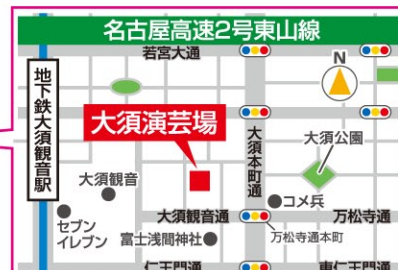 名古屋高速2号東山線
若宮大通
N
地下鉄大須観音駅
大須演芸場
大須本町通
大須公園
大須観音
コメ兵
セブン
イレブン
大須観音通
万松寺通
富士浅間神社
万松寺通本町
仁王門通
東仁王門通